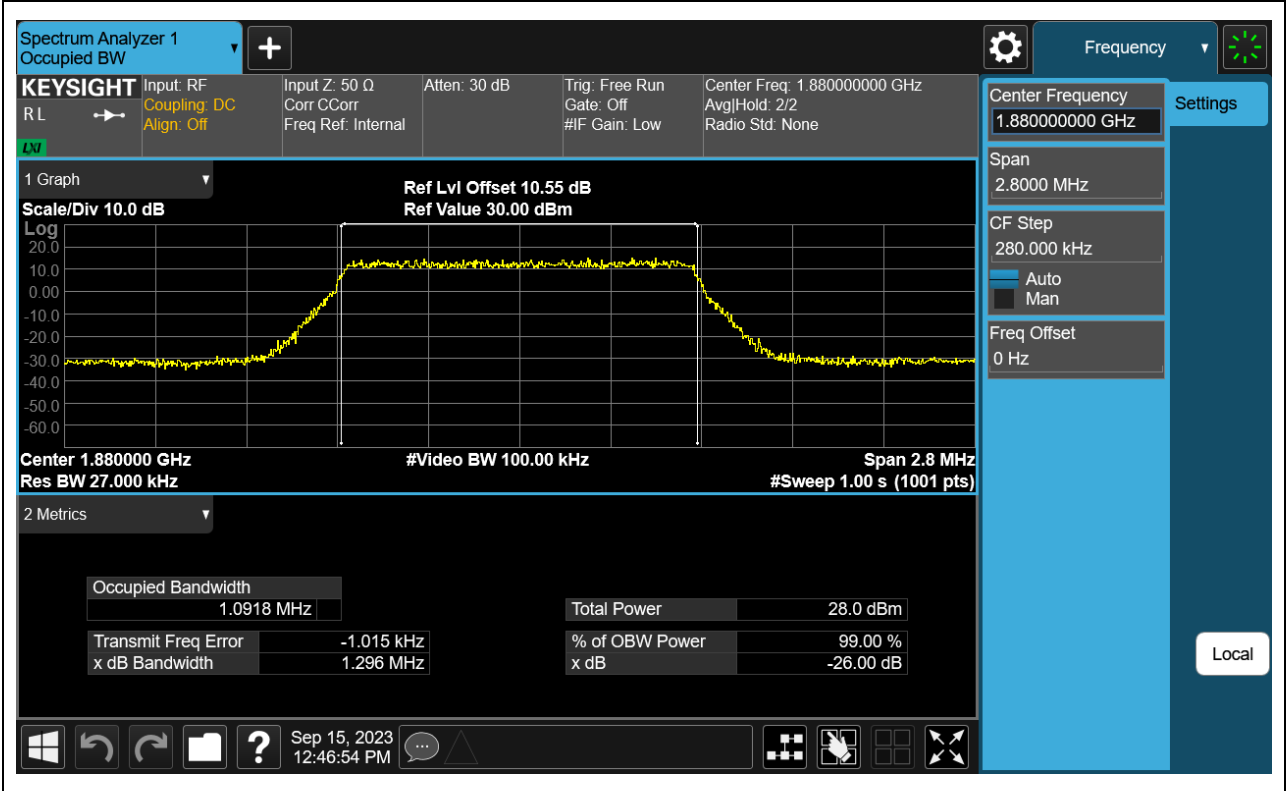 Spectrum Analyzer 1
Occupied BW
▼
+
Frequency
▼
KEYSIGHT
R L
LXI
Input: RF
Coupling: DC
Align: Off
Input Z: 50 Ω
Corr CCorr
Freq Ref: Internal
Atten: 30 dB
Trig: Free Run
Gate: Off
#IF Gain: Low
Center Freq: 1.880000000 GHz
Avg|Hold: 2/2
Radio Std: None
Center Frequency
1.880000000 GHz
Settings
Span
2.8000 MHz
CF Step
280.000 kHz
Auto
Man
Freq Offset
0 Hz
Local
1 Graph
▼
Ref Lvl Offset 10.55 dB
Scale/Div 10.0 dB
Ref Value 30.00 dBm
Log
20.0
10.0
0.00
-10.0
-20.0
-30.0
-40.0
-50.0
-60.0
Center 1.880000 GHz
#Video BW 100.00 kHz
Span 2.8 MHz
Res BW 27.000 kHz
#Sweep 1.00 s (1001 pts)
2 Metrics
▼
Occupied Bandwidth
1.0918 MHz
Total Power 28.0 dBm
Transmit Freq Error -1.015 kHz
% of OBW Power 99.00 %
x dB Bandwidth 1.296 MHz
x dB -26.00 dB
?
Sep 15, 2023
12:46:54 PM